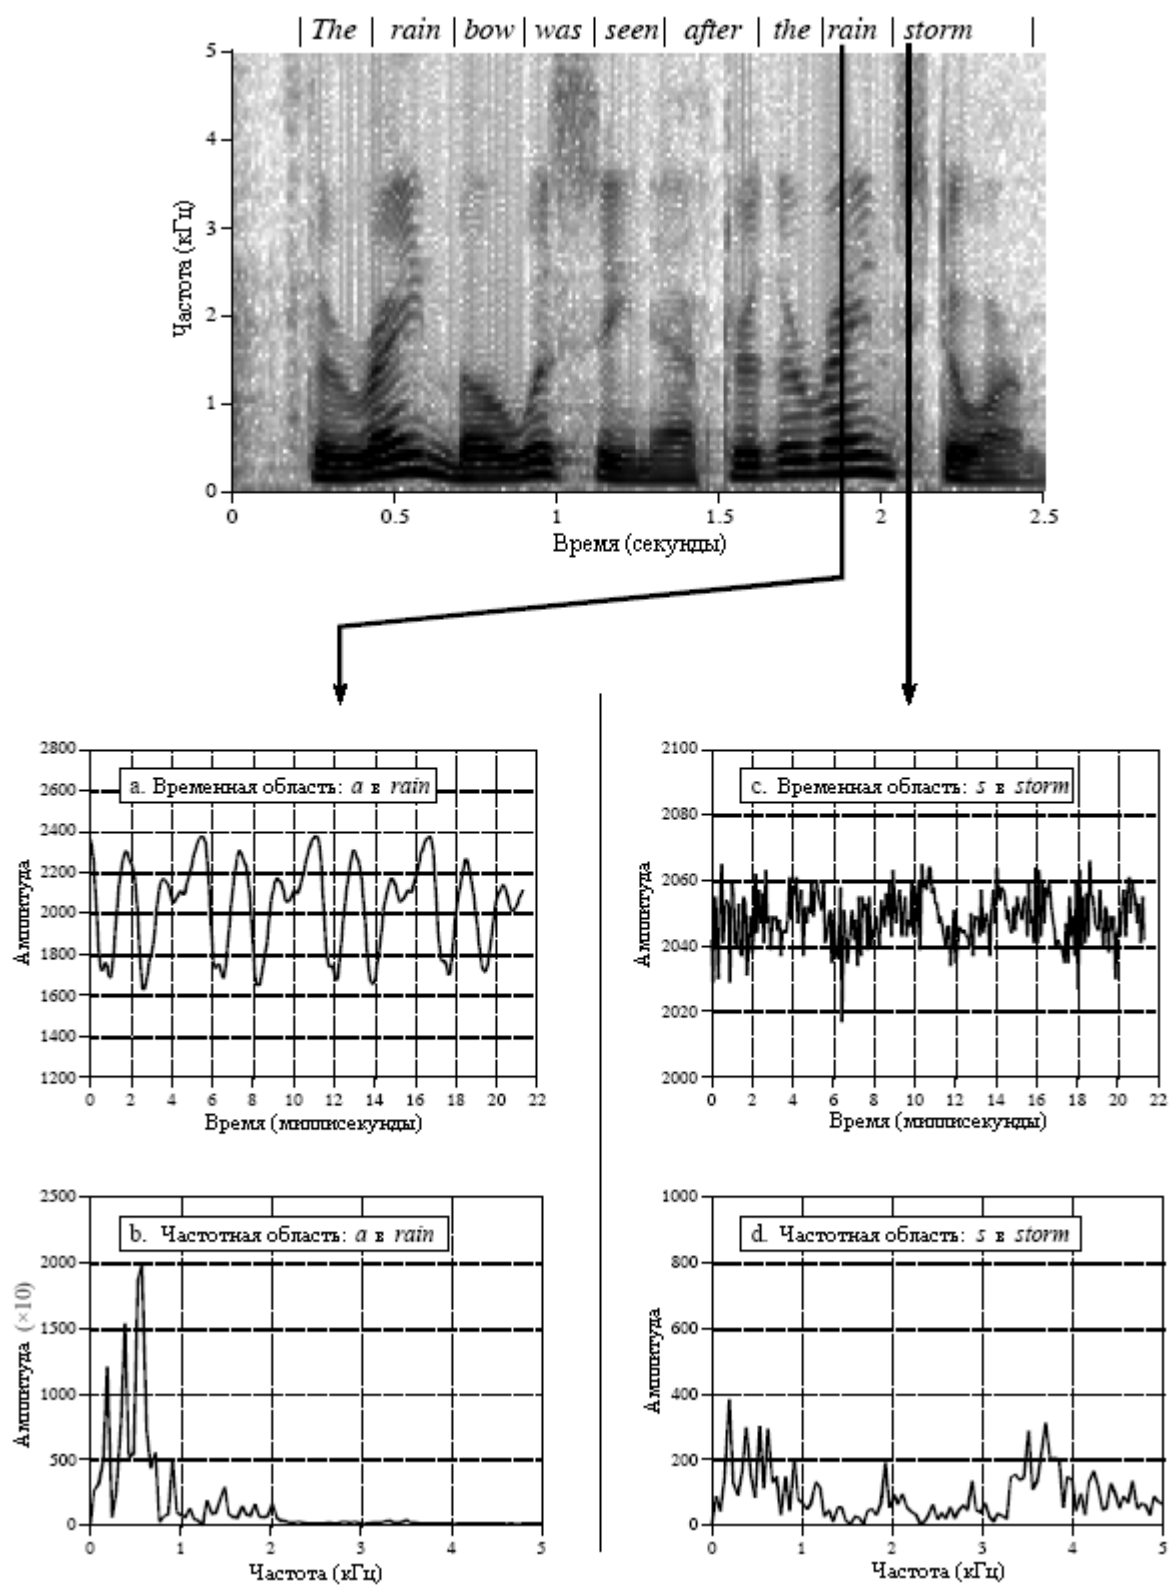 | The | rain | bow | was | seen | after | the | rain | storm |
5
4
3
2
1
0
Частота (кГц)
0 0.5 1 1.5 2 2.5
Время (секунды)
2800
2600
2400
2200
2000
1800
1600
1400
1200
Амплитуда
a. Временная область: a в rain
0 2 4 6 8 10 12 14 16 18 20 22
Время (миллисекунды)
2100
2080
2060
2040
2020
2000
Амплитуда
c. Временная область: s в storm
0 2 4 6 8 10 12 14 16 18 20 22
Время (миллисекунды)
2500
2000
1500
1000
500
0
Амплитуда (×10)
b. Частотная область: a в rain
0 1 2 3 4 5
Частота (кГц)
1000
800
600
400
200
0
Амплитуда
d. Частотная область: s в storm
0 1 2 3 4 5
Частота (кГц)